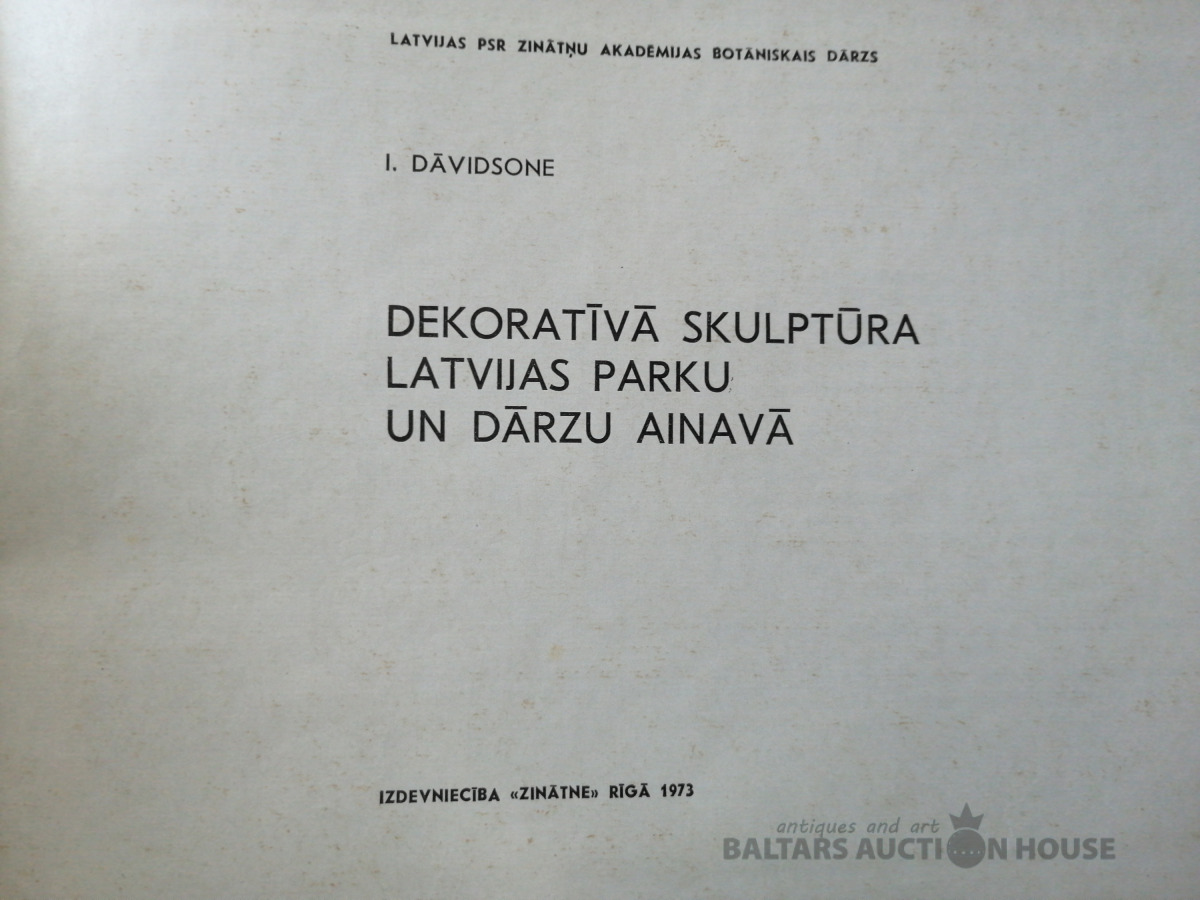 LATVIJAS PSR ZINĀTŅU AKADĒMIJAS BOTĀNISKAIS DĀRZS
I. DĀVIDSONE
DEKORATĪVĀ SKULPTŪRA
LATVIJAS PARKU
UN DĀRZU AINAVĀ
IZDEVNIECĪBA «ZINĀTNE» RĪGĀ 1973
antiques and art
BALTARS AUCTION HOUSE